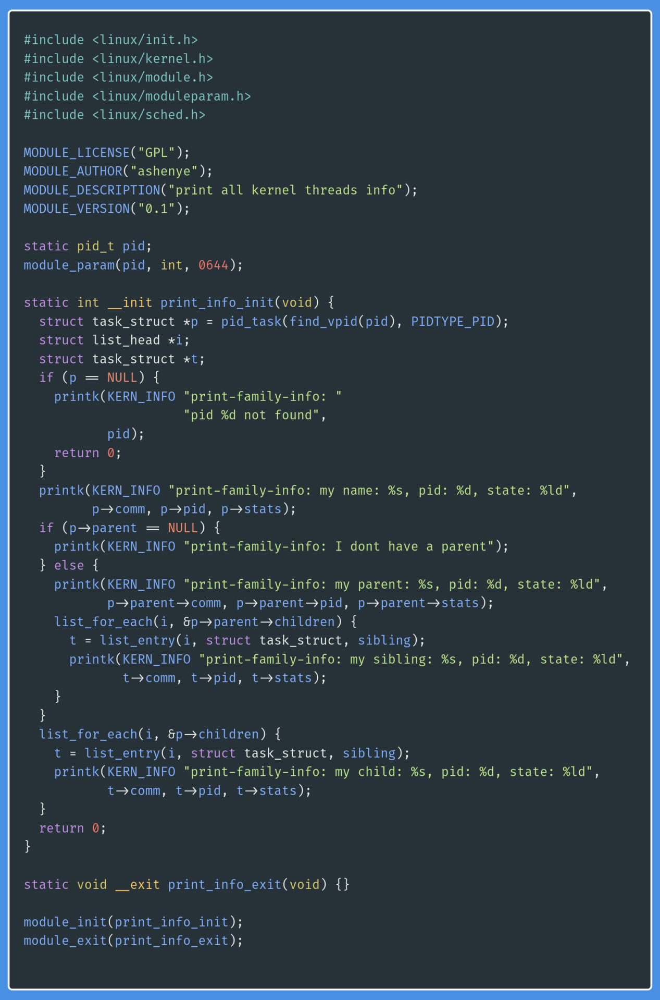 #include <linux/init.h>
#include <linux/kernel.h>
#include <linux/module.h>
#include <linux/moduleparam.h>
#include <linux/sched.h>

MODULE_LICENSE("GPL");
MODULE_AUTHOR("ashenye");
MODULE_DESCRIPTION("print all kernel threads info");
MODULE_VERSION("0.1");

static pid_t pid;
module_param(pid, int, 0644);

static int __init print_info_init(void) {
  struct task_struct *p = pid_task(find_vpid(pid), PIDTYPE_PID);
  struct list_head *i;
  struct task_struct *t;
  if (p == NULL) {
    printk(KERN_INFO "print-family-info: "
                     "pid %d not found",
           pid);
    return 0;
  }
  printk(KERN_INFO "print-family-info: my name: %s, pid: %d, state: %ld",
         p->comm, p->pid, p->stats);
  if (p->parent == NULL) {
    printk(KERN_INFO "print-family-info: I dont have a parent");
  } else {
    printk(KERN_INFO "print-family-info: my parent: %s, pid: %d, state: %ld",
           p->parent->comm, p->parent->pid, p->parent->stats);
    list_for_each(i, &p->parent->children) {
      t = list_entry(i, struct task_struct, sibling);
      printk(KERN_INFO "print-family-info: my sibling: %s, pid: %d, state: %ld",
             t->comm, t->pid, t->stats);
    }
  }
  list_for_each(i, &p->children) {
    t = list_entry(i, struct task_struct, sibling);
    printk(KERN_INFO "print-family-info: my child: %s, pid: %d, state: %ld",
           t->comm, t->pid, t->stats);
  }
  return 0;
}

static void __exit print_info_exit(void) {}

module_init(print_info_init);
module_exit(print_info_exit);